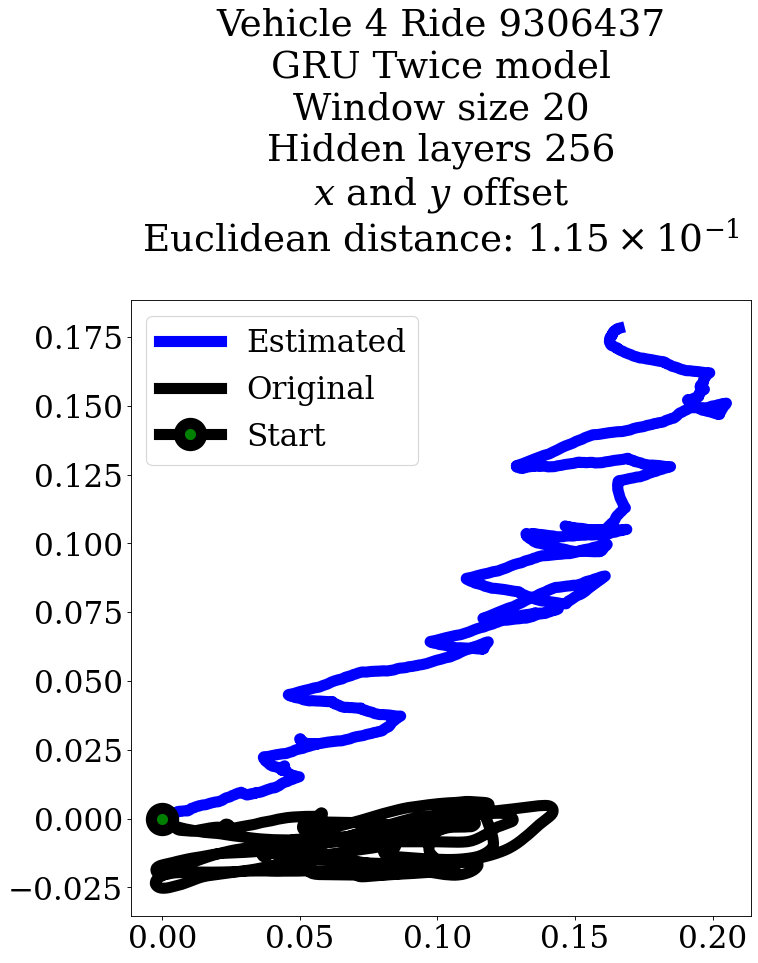 Vehicle 4 Ride 9306437
GRU Twice model
Window size 20
Hidden layers 256
x and y offset
Euclidean distance: 1.15 × 10⁻¹
Estimated
Original
Start
0.175
0.150
0.125
0.100
0.075
0.050
0.025
0.000
−0.025
0.00 0.05 0.10 0.15 0.20